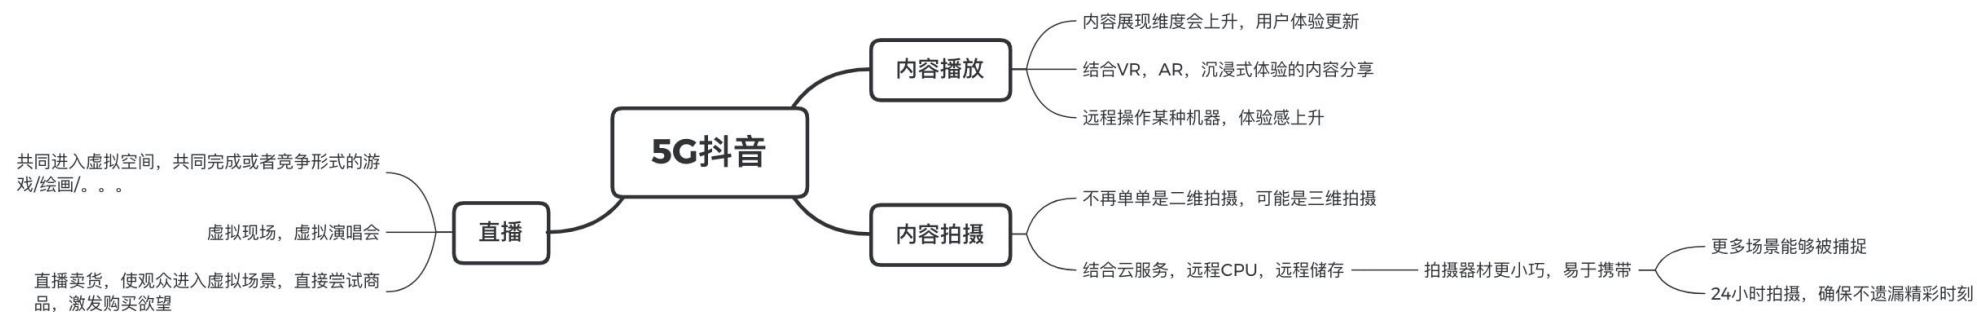 5G抖音
内容播放
内容展现维度会上升，用户体验更新
结合VR，AR，沉浸式体验的内容分享
远程操作某种机器，体验感上升
内容拍摄
不再单单是二维拍摄，可能是三维拍摄
结合云服务，远程CPU，远程储存
拍摄器材更小巧，易于携带
更多场景能够被捕捉
24小时拍摄，确保不遗漏精彩时刻
直播
共同进入虚拟空间，共同完成或者竞争形式的游
戏/绘画/。。。
虚拟现场，虚拟演唱会
直播卖货，使观众进入虚拟场景，直接尝试商
品，激发购买欲望